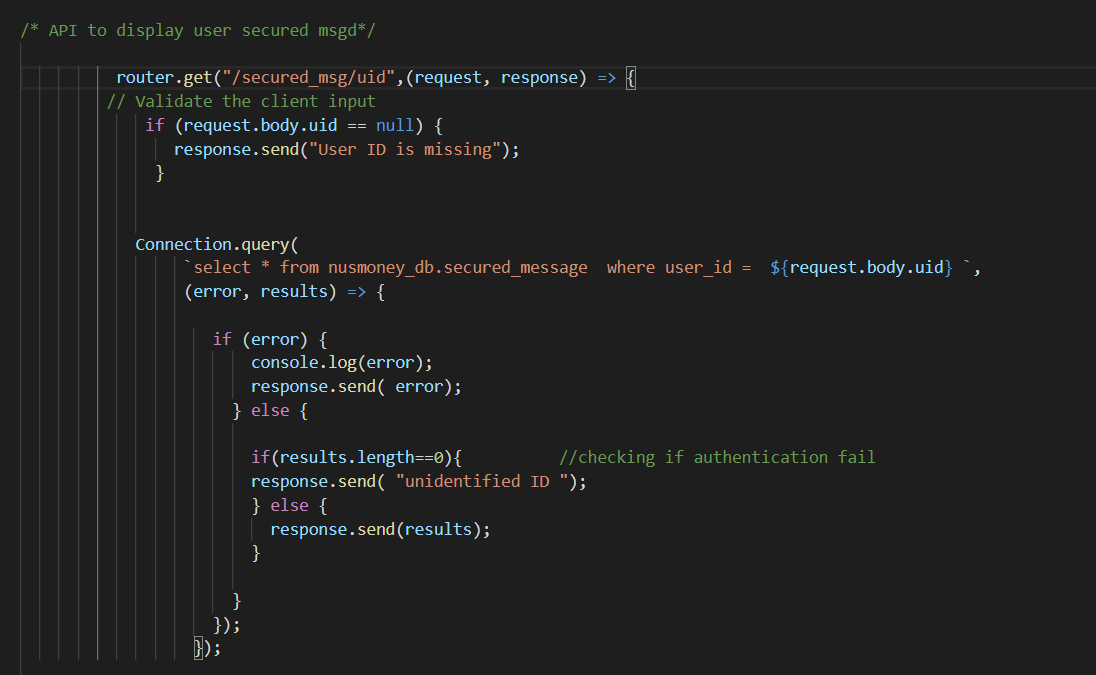 /* API to display user secured msgd*/
router.get("/secured_msg/uid",(request, response) => {
// Validate the client input
if (request.body.uid == null) {
response.send("User ID is missing");
}
Connection.query(
`select * from nusmoney_db.secured_message  where user_id =  ${request.body.uid} `,
(error, results) => {
if (error) {
console.log(error);
response.send( error);
} else {
if(results.length==0){          //checking if authentication fail
response.send( "unidentified ID ");
} else {
response.send(results);
}
}
});
});